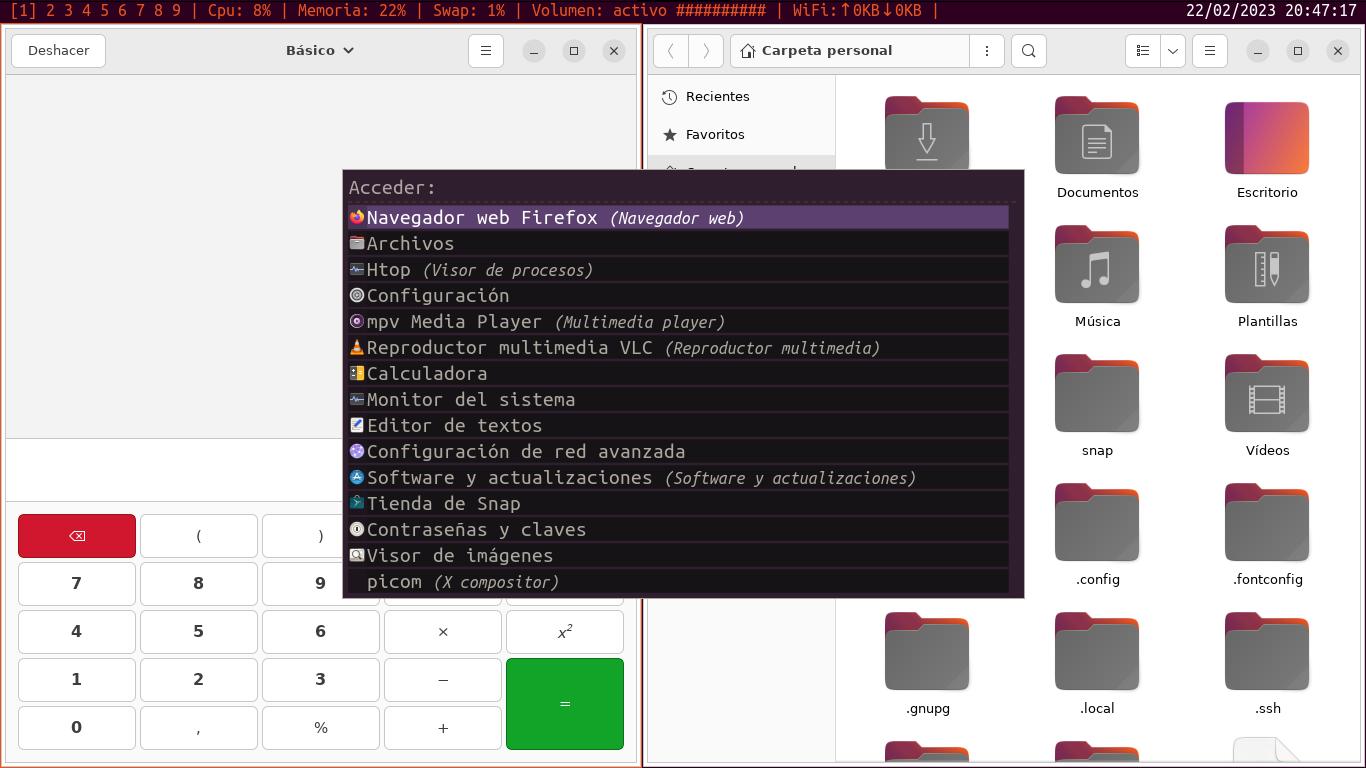 [1] 2 3 4 5 6 7 8 9 | Cpu: 8% | Memoria: 22% | Swap: 1% | Volumen: activo ########## | WiFi:↑0KB↓0KB |
22/02/2023 20:47:17
Deshacer
Básico
Carpeta personal
Recientes
Favoritos
Documentos
Escritorio
Música
Plantillas
snap
Vídeos
.config
.fontconfig
.gnupg
.local
.ssh
Acceder:
Navegador web Firefox (Navegador web)
Archivos
Htop (Visor de procesos)
Configuración
mpv Media Player (Multimedia player)
Reproductor multimedia VLC (Reproductor multimedia)
Calculadora
Monitor del sistema
Editor de textos
Configuración de red avanzada
Software y actualizaciones (Software y actualizaciones)
Tienda de Snap
Contraseñas y claves
Visor de imágenes
picom (X compositor)
( )
7 8 9
4 5 6 × x²
1 2 3 −
0 , % + =